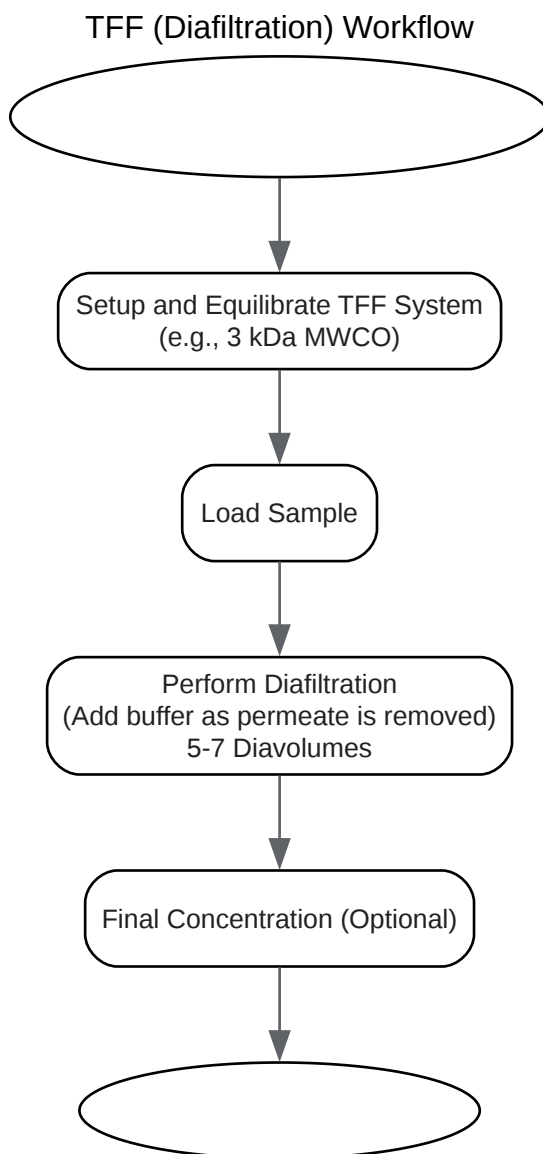 TFF (Diafiltration) Workflow
Setup and Equilibrate TFF System
(e.g., 3 kDa MWCO)
Load Sample
Perform Diafiltration
(Add buffer as permeate is removed)
5-7 Diavolumes
Final Concentration (Optional)